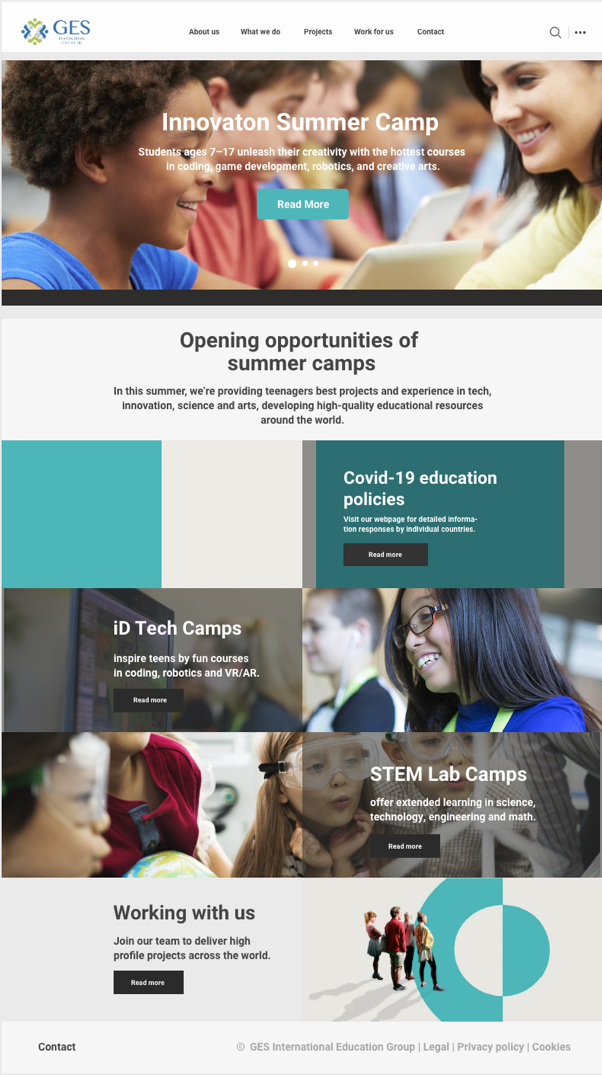 GES
About us
What we do
Projects
Work for us
Contact
Innovaton Summer Camp
Students ages 7–17 unleash their creativity with the hottest courses
in coding, game development, robotics, and creative arts.
Read More
Opening opportunities of
summer camps
In this summer, we're providing teenagers best projects and experience in tech,
innovation, science and arts, developing high-quality educational resources
around the world.
Covid-19 education
policies
Visit our webpage for detailed informa-
tion responses by individual countries.
Read more
iD Tech Camps
inspire teens by fun courses
in coding, robotics and VR/AR.
Read more
STEM Lab Camps
offer extended learning in science,
technology, engineering and math.
Read more
Working with us
Join our team to deliver high
profile projects across the world.
Read more
Contact
© GES International Education Group | Legal | Privacy policy | Cookies